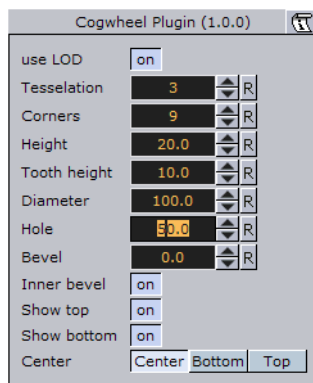 Cogwheel Plugin (1.0.0)
use LOD on
Tesselation 3 R
Corners 9 R
Height 20.0 R
Tooth height 10.0 R
Diameter 100.0 R
Hole 50.0 R
Bevel 0.0 R
Inner bevel on
Show top on
Show bottom on
Center Center Bottom Top